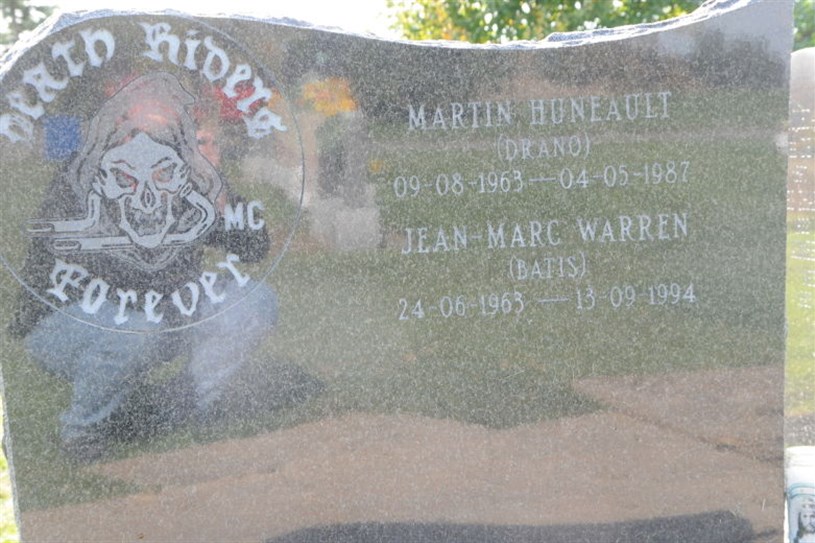 Death Riders
MC
Forever
MARTIN HUNEAULT
(DRANO)
09-08-1963—04-05-1987
JEAN-MARC WARREN
(BATIS)
24-06-1963—13-09-1994